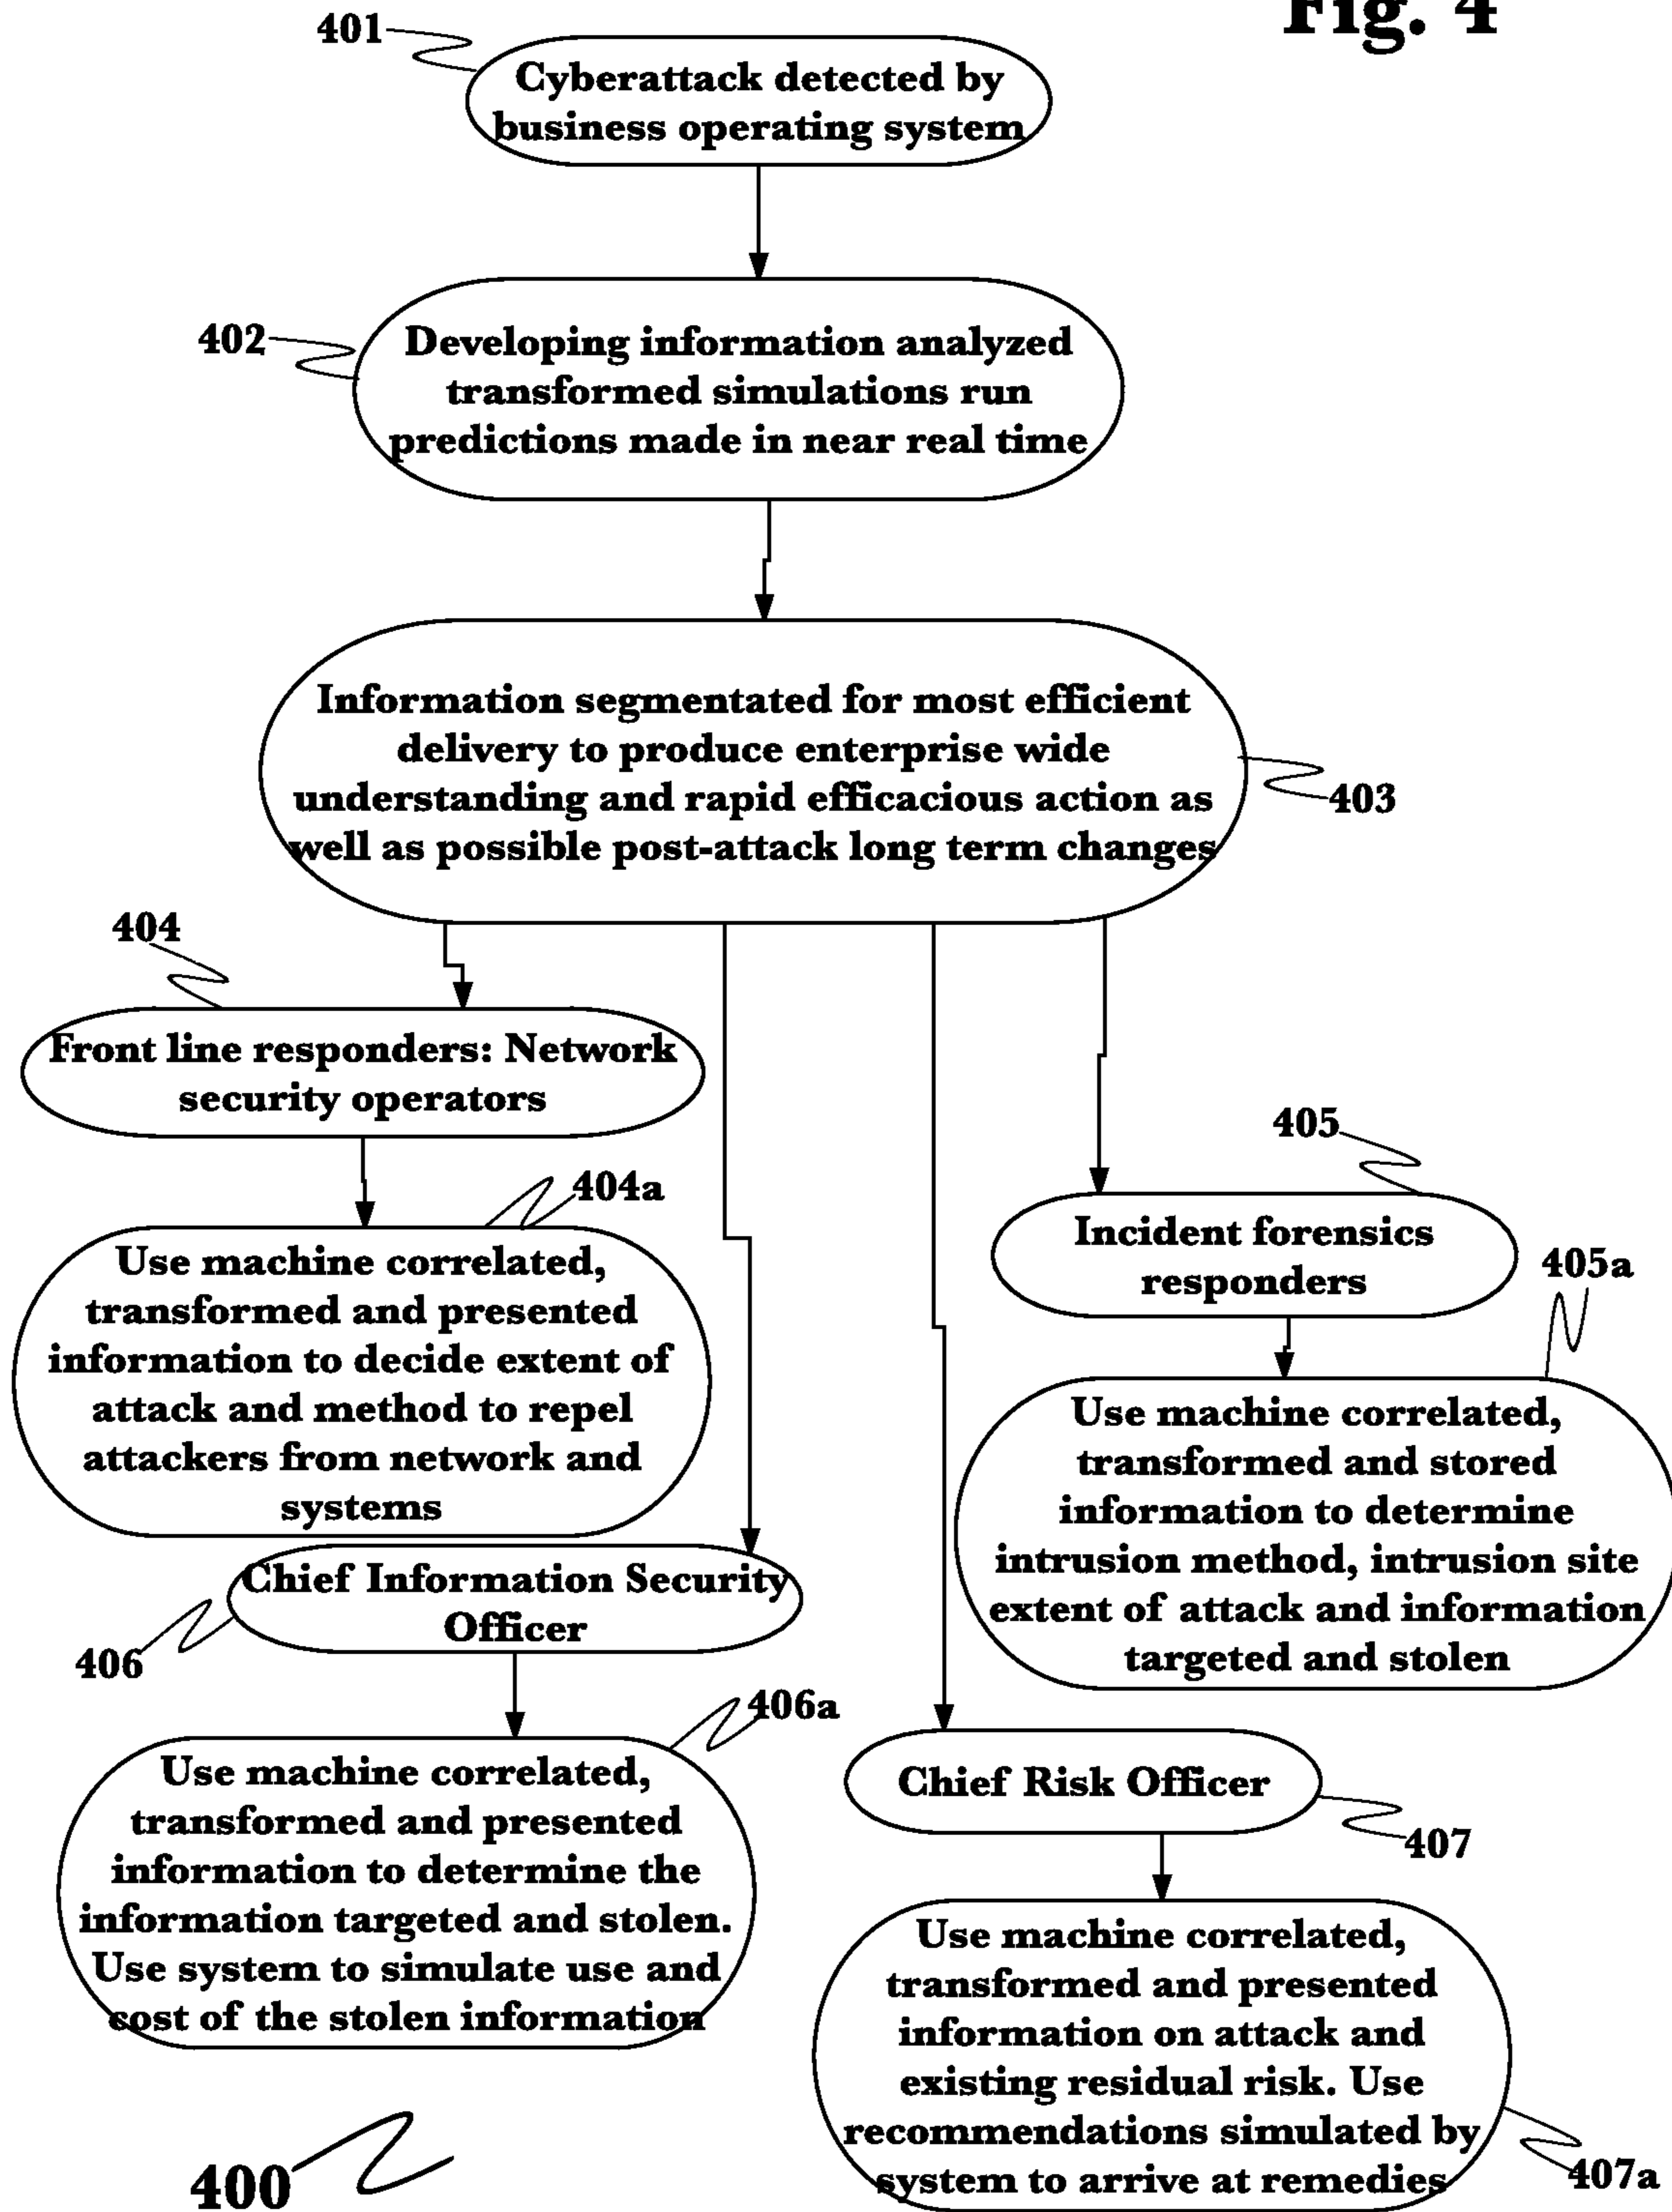 Fig. 4
401
Cyberattack detected by
business operating system
402
Developing information analyzed
transformed simulations run
predictions made in near real time
Information segmentated for most efficient
delivery to produce enterprise wide
understanding and rapid efficacious action as
well as possible post-attack long term changes
403
404
Front line responders: Network
security operators
404a
Use machine correlated,
transformed and presented
information to decide extent of
attack and method to repel
attackers from network and
systems
405
Incident forensics
responders
405a
Use machine correlated,
transformed and stored
information to determine
intrusion method, intrusion site
extent of attack and information
targeted and stolen
Chief Information Security
Officer
406
406a
Use machine correlated,
transformed and presented
information to determine the
information targeted and stolen.
Use system to simulate use and
cost of the stolen information
Chief Risk Officer
407
Use machine correlated,
transformed and presented
information on attack and
existing residual risk. Use
recommendations simulated by
system to arrive at remedies
407a
400